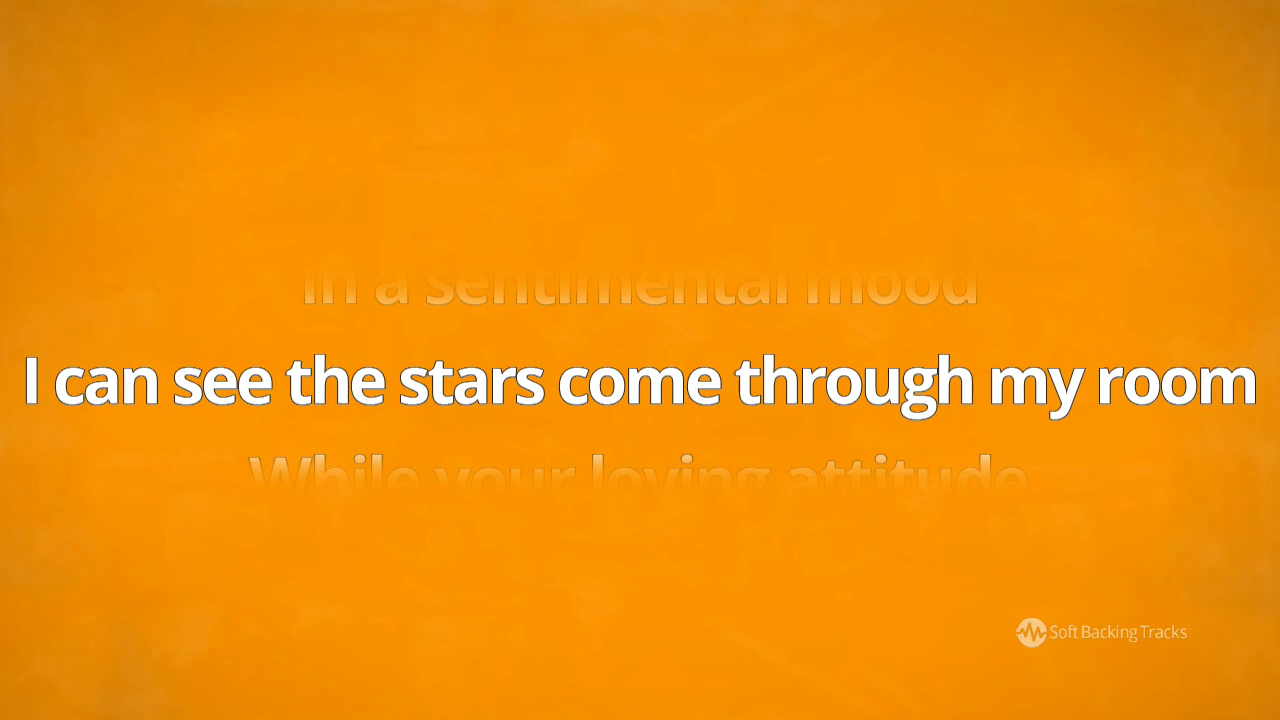 In a sentimental mood
I can see the stars come through my room
While your loving attitude
Soft Backing Tracks